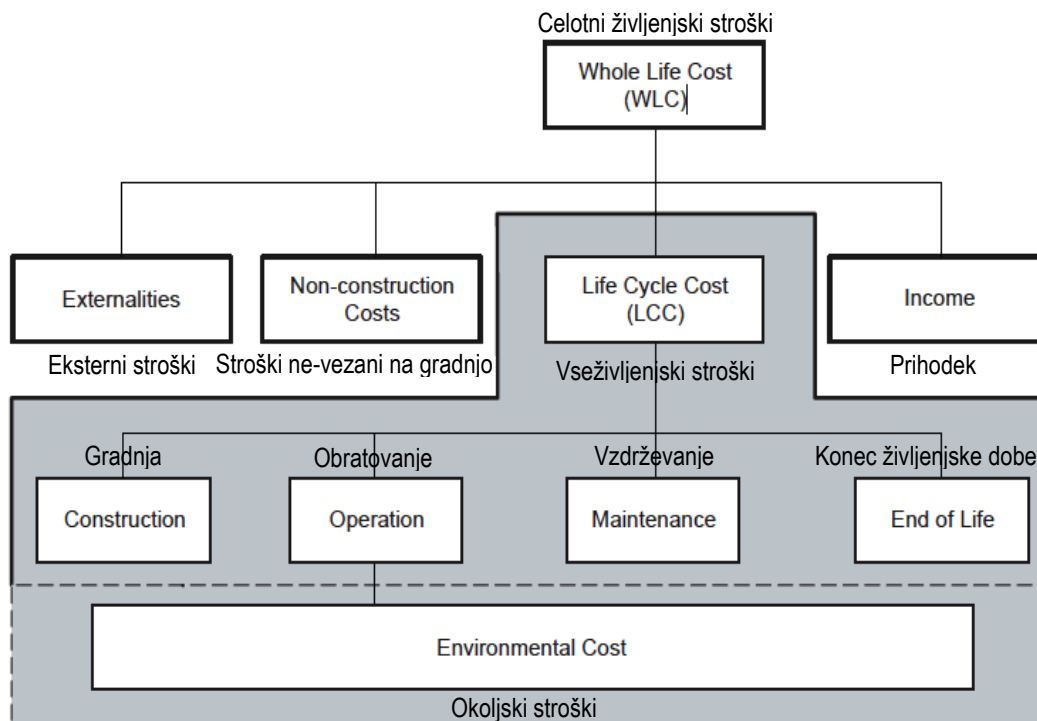 Celotni življenjski stroški
Whole Life Cost
(WLC)
Externalities
Non-construction
Costs
Life Cycle Cost
(LCC)
Income
Eksterni stroški
Stroški ne-vezani na gradnjo
Vseživljenjski stroški
Prihodek
Gradnja
Obratovanje
Vzdrževanje
Konec življenjske dobe
Construction
Operation
Maintenance
End of Life
Environmental Cost
Okoljski stroški